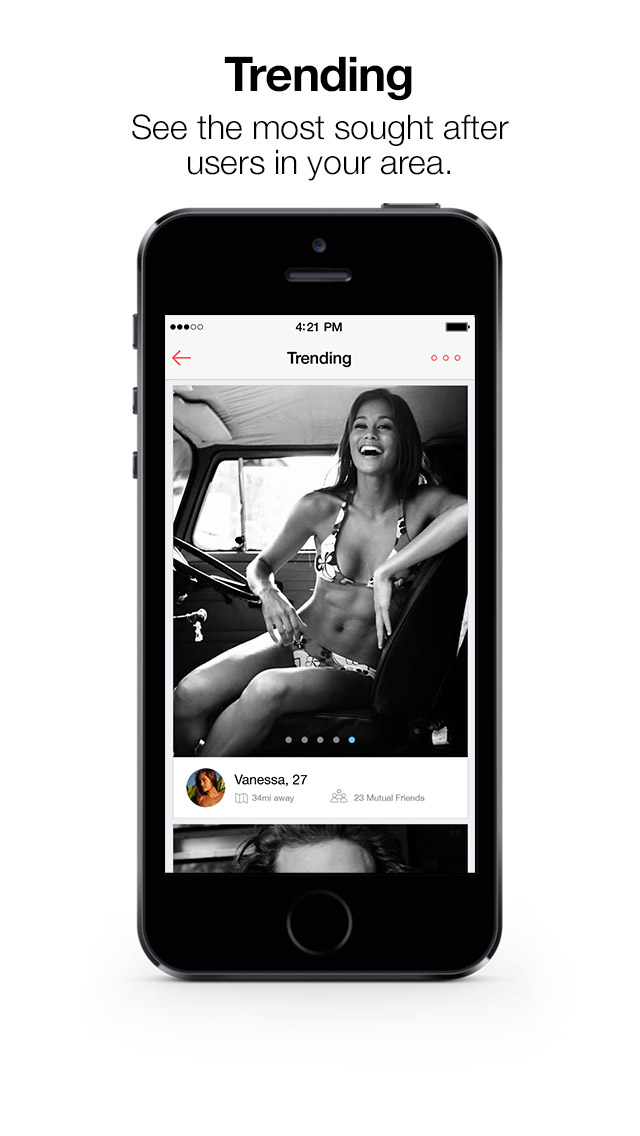 Trending
See the most sought after
users in your area.
4:21 PM
Trending
Vanessa, 27
34mi away 23 Mutual Friends